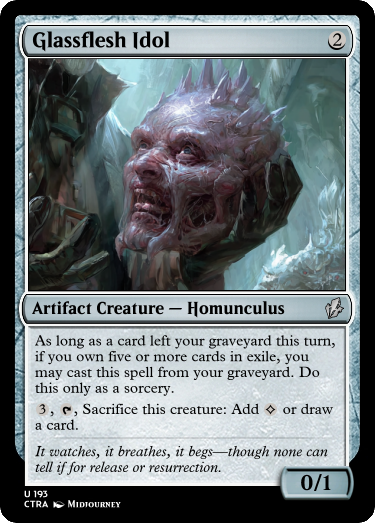 Glassflesh Idol 2
Artifact Creature — Homunculus
As long as a card left your graveyard this turn,
if you own five or more cards in exile, you
may cast this spell from your graveyard. Do
this only as a sorcery.
3, , Sacrifice this creature: Add or draw
a card.
It watches, it breathes, it begs—though none can
tell if for release or resurrection.
0/1
U 193
CTRA Midjourney